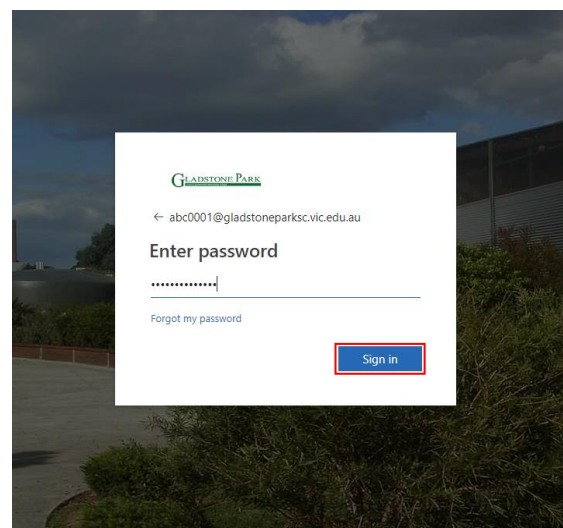 GLADSTONE PARK
← abc0001@gladstoneparksc.vic.edu.au
Enter password
••••••••••••••
Forgot my password
Sign in